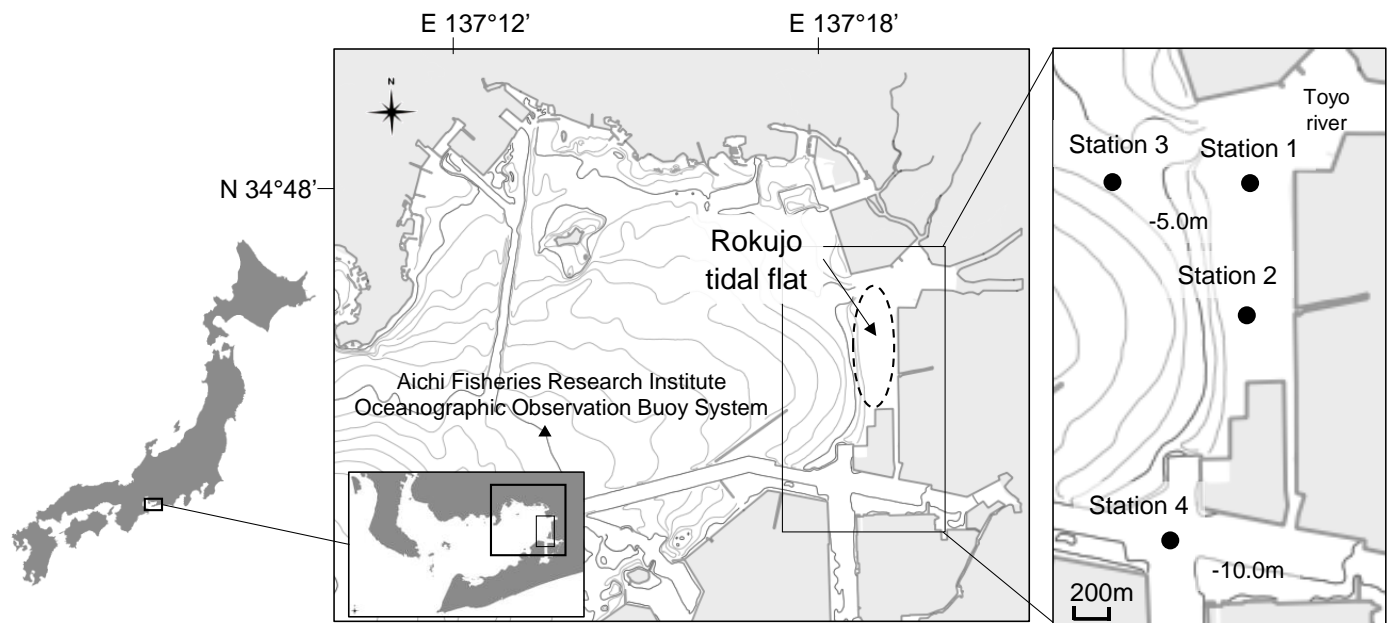 E 137°12’
E 137°18’
N
N 34°48’
Rokujo
tidal flat
Aichi Fisheries Research Institute
Oceanographic Observation Buoy System
Toyo
river
Station 3
Station 1
-5.0m
Station 2
Station 4
-10.0m
200m